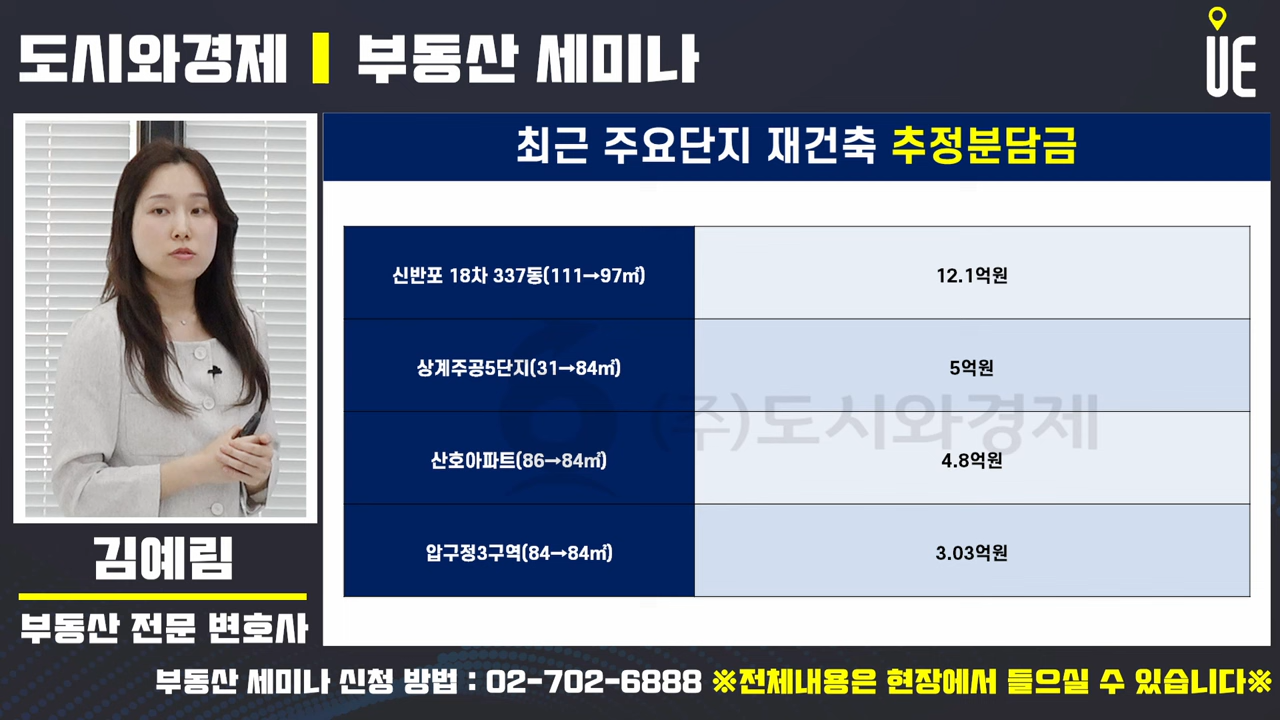 도시와경제 | 부동산 세미나
UE
최근 주요단지 재건축 추정분담금
신반포 18차 337동(111→97㎡) 12.1억원
상계주공5단지(31→84㎡) 5억원
(주)도시와경제
산호아파트(86→84㎡) 4.8억원
압구정3구역(84→84㎡) 3.03억원
김예림
부동산 전문 변호사
부동산 세미나 신청 방법 : 02-702-6888 ※전체내용은 현장에서 들으실 수 있습니다※